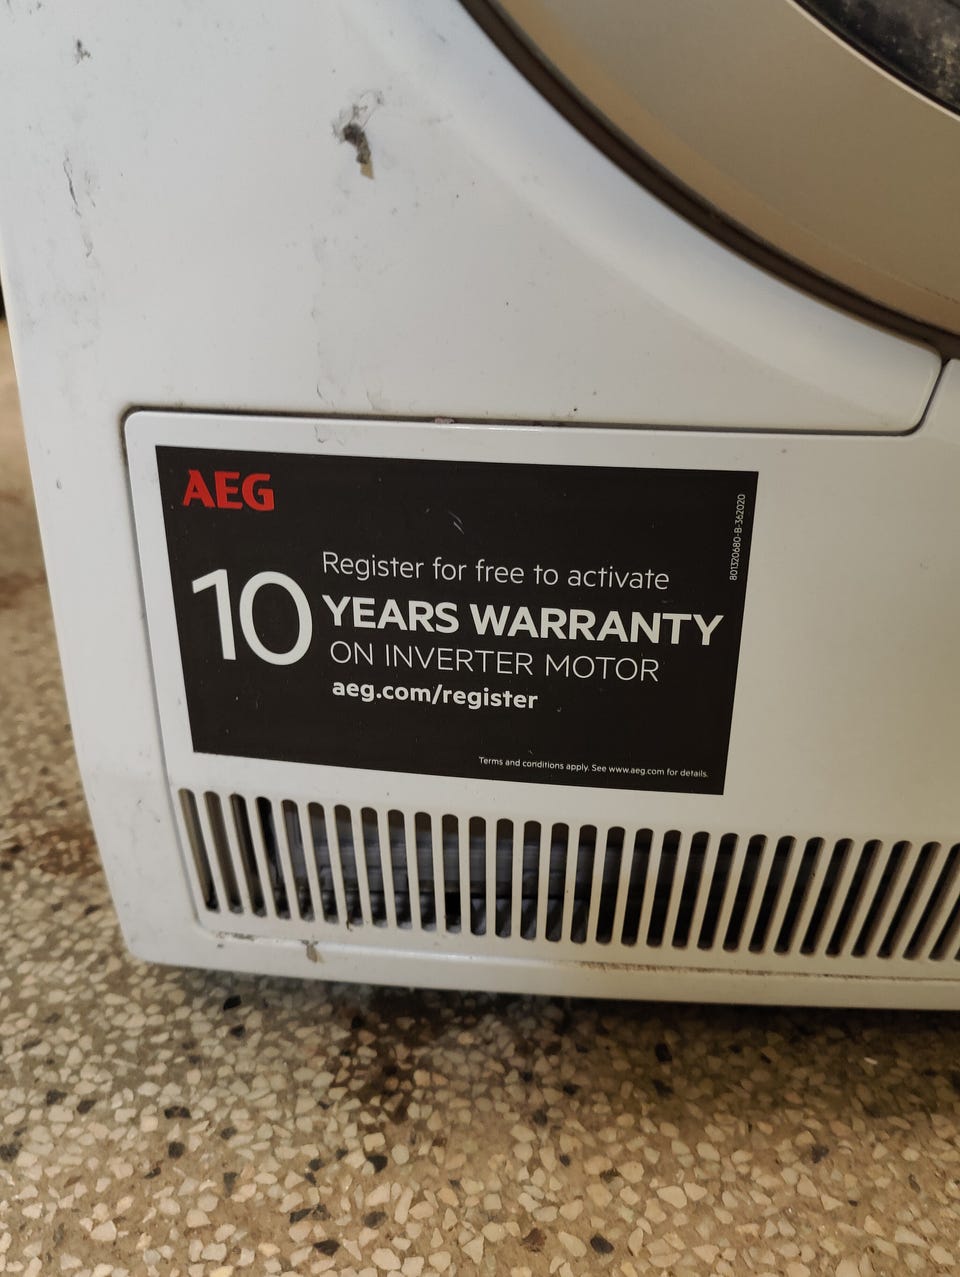 AEG
Register for free to activate
10 YEARS WARRANTY
ON INVERTER MOTOR
aeg.com/register
Terms and conditions apply. See www.aeg.com for details.
801320680-B-362020